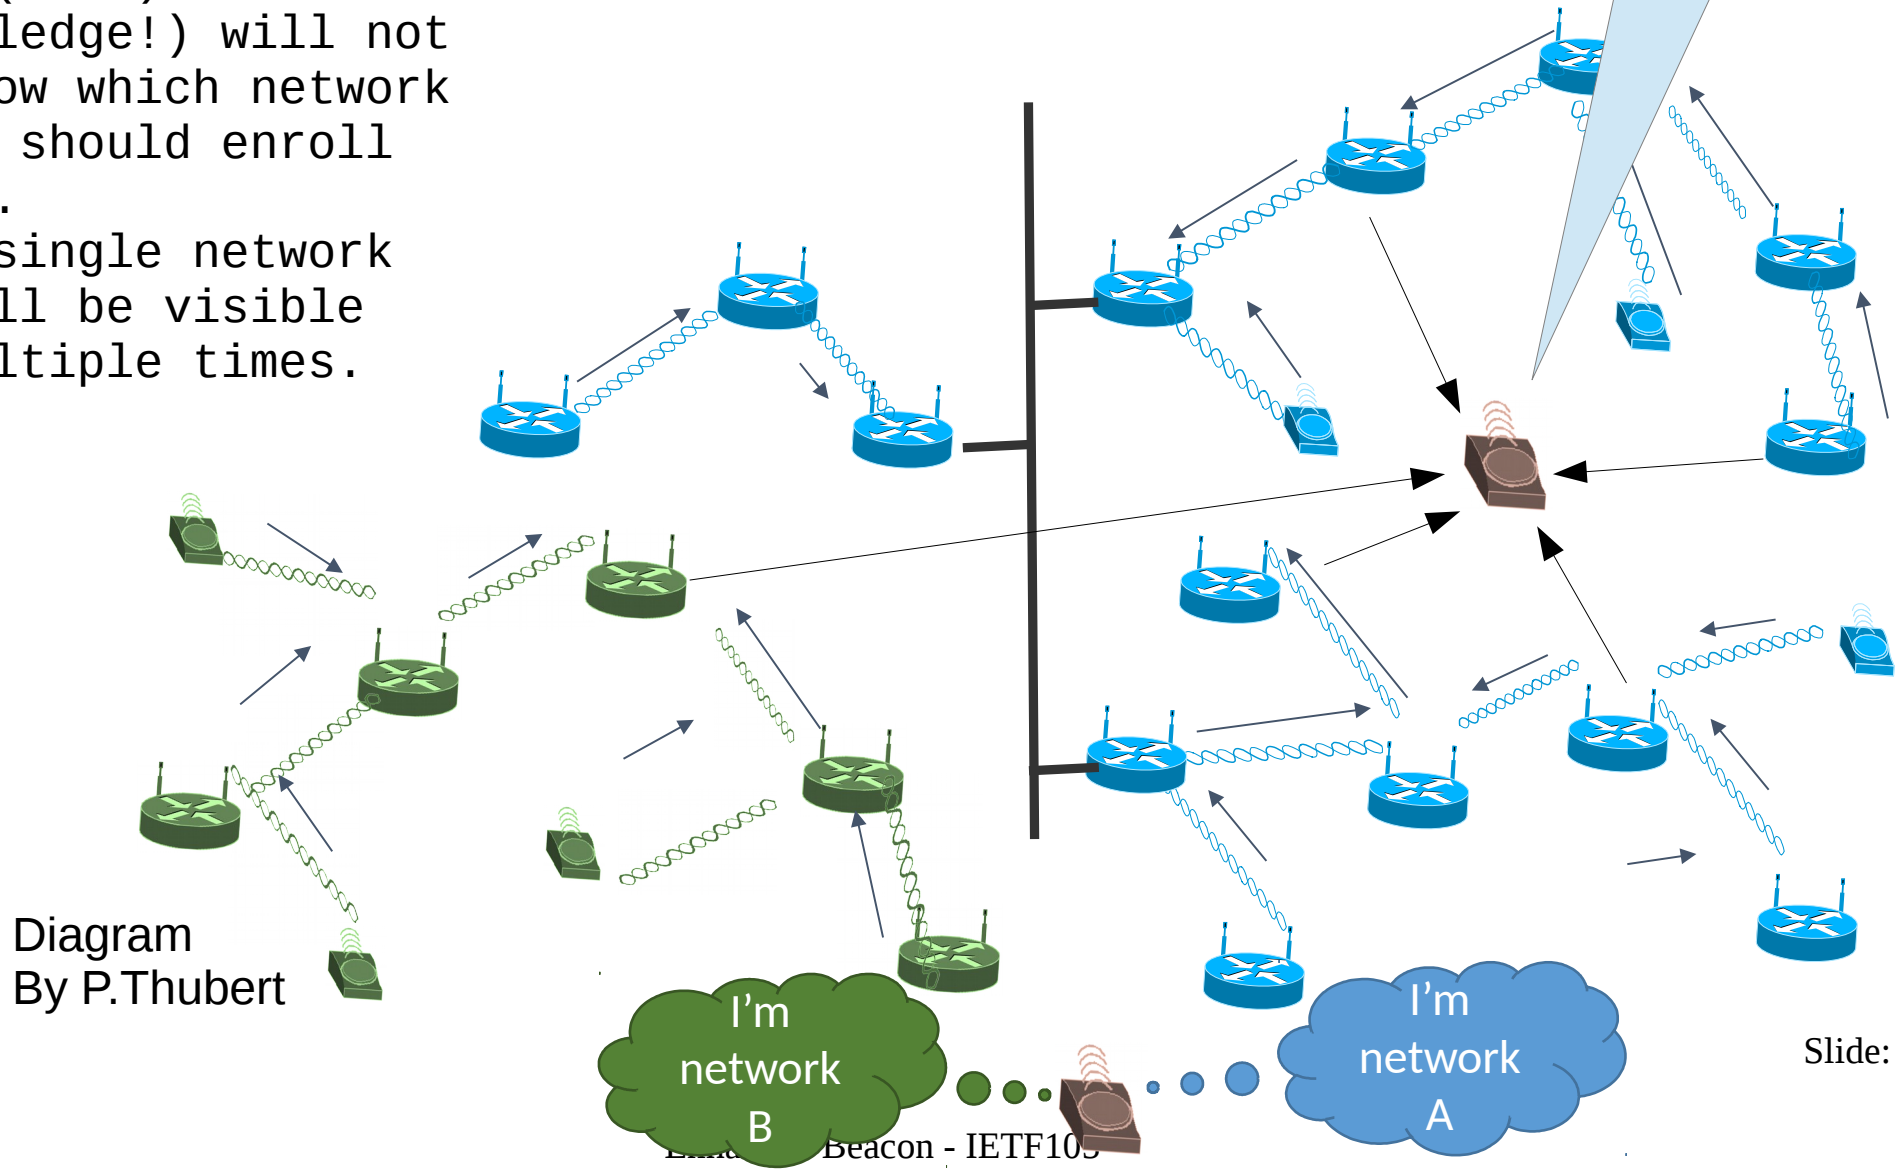 ledge!) will not
ow which network
should enroll
.
single network
ll be visible
ltiple times.
Diagram
By P.Thubert
I’m
network
B
I’m
network
A
Slide:
Beacon - IETF103